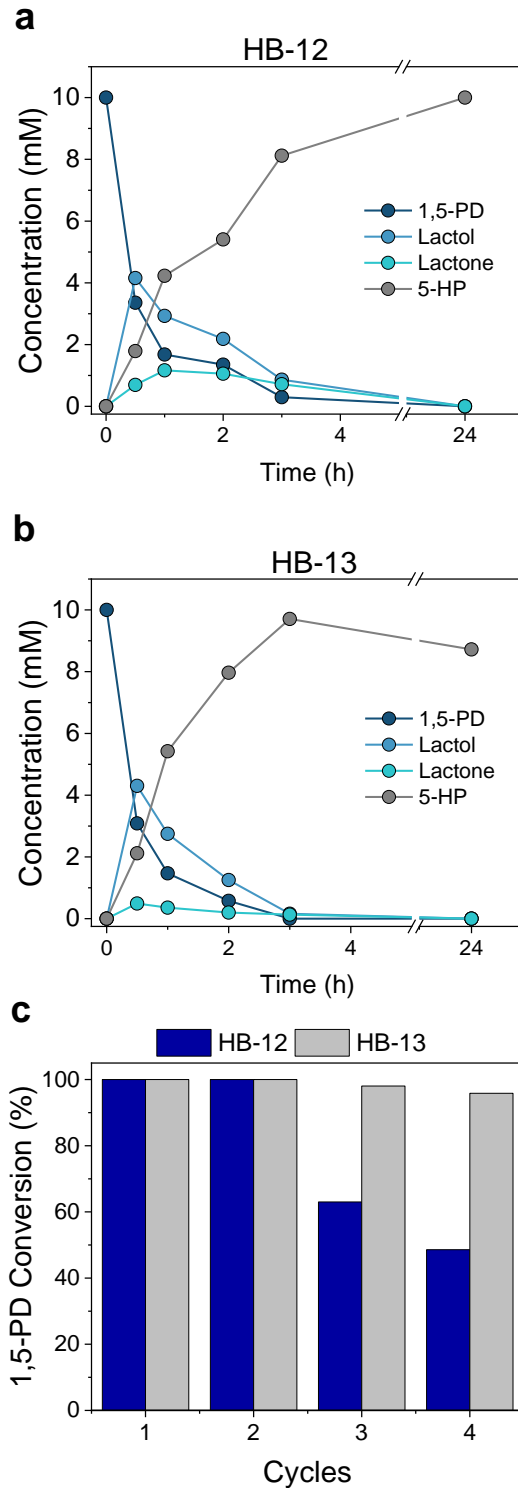 a
HB-12
Concentration (mM)
10
8
6
4
2
0
1,5-PD
Lactol
Lactone
5-HP
0
2
4
24
Time (h)
b
HB-13
Concentration (mM)
10
8
6
4
2
0
1,5-PD
Lactol
Lactone
5-HP
0
2
4
24
Time (h)
c
HB-12
HB-13
1,5-PD Conversion (%)
100
80
60
40
20
0
1
2
3
4
Cycles